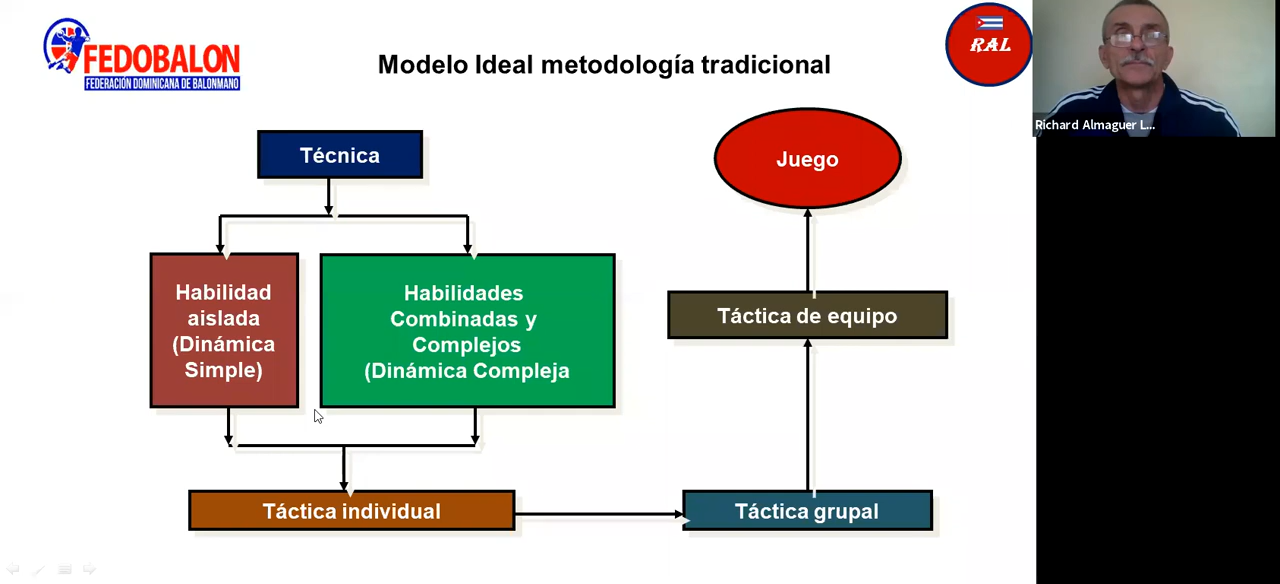 FEDOBALON
FEDERACIÓN DOMINICANA DE BALONMANO
Modelo Ideal metodología tradicional
RAL
Richard Almaguer L...
Técnica
Juego
Habilidad
aislada
(Dinámica
Simple)
Habilidades
Combinadas y
Complejos
(Dinámica Compleja
Táctica de equipo
Táctica individual
Táctica grupal